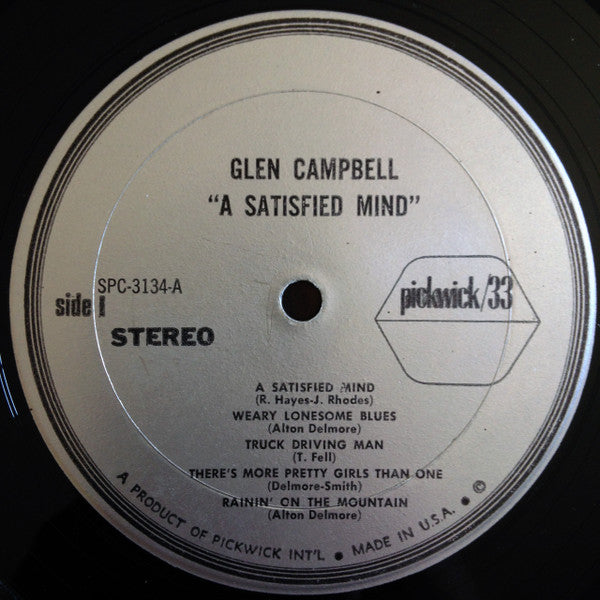 GLEN CAMPBELL
"A SATISFIED MIND"
SPC-3134-A
side 1
STEREO
pickwick/33
A SATISFIED MIND
(R. Hayes-J. Rhodes)
WEARY LONESOME BLUES
(Alton Delmore)
TRUCK DRIVING MAN
(T. Fell)
THERE'S MORE PRETTY GIRLS THAN ONE
(Delmore-Smith)
RAININ' ON THE MOUNTAIN
(Alton Delmore)
A PRODUCT OF PICKWICK INT'L • MADE IN U.S.A. • ©